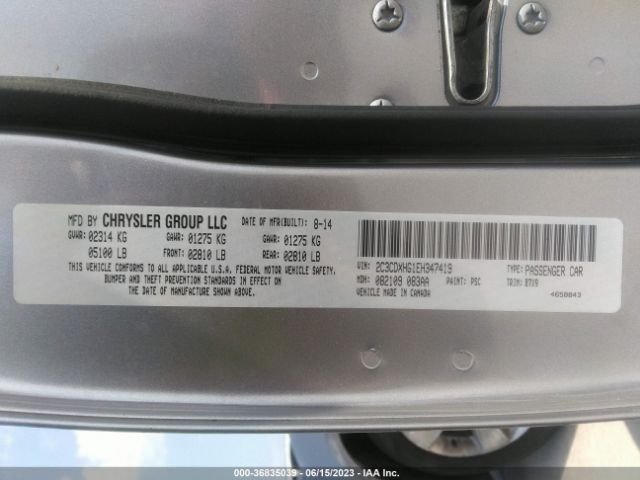 MFD BY CHRYSLER GROUP LLC DATE OF MFR(BUILT): 8-14
GVWR: 02314 KG GAWR: 01275 KG GAWR: 01275 KG
05100 LB FRONT: 02810 LB REAR: 02810 LB
THIS VEHICLE CONFORMS TO ALL APPLICABLE U.S.A. FEDERAL MOTOR VEHICLE SAFETY,
BUMPER AND THEFT PREVENTION STANDARDS IN EFFECT ON
THE DATE OF MANUFACTURE SHOWN ABOVE.
VIN: 2C3CDXHG1EH347419 TYPE: PASSENGER CAR
MDH: 082109 083AA PAINT: PSC TRIM: B7X9
VEHICLE MADE IN CANADA 4658043
000-36835039 - 06/15/2023 - IAA Inc.